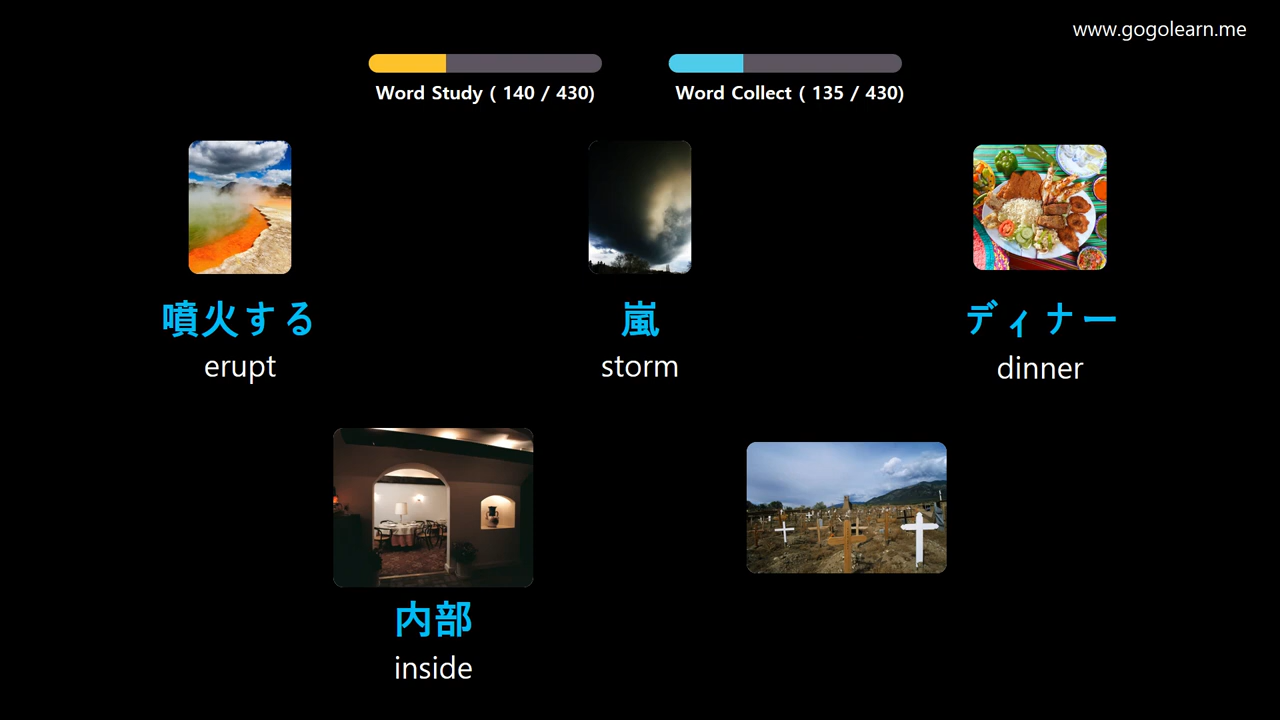 www.gogolearn.me
Word Study ( 140 / 430)
Word Collect ( 135 / 430)
噴火する
erupt
嵐
storm
ディナー
dinner
内部
inside